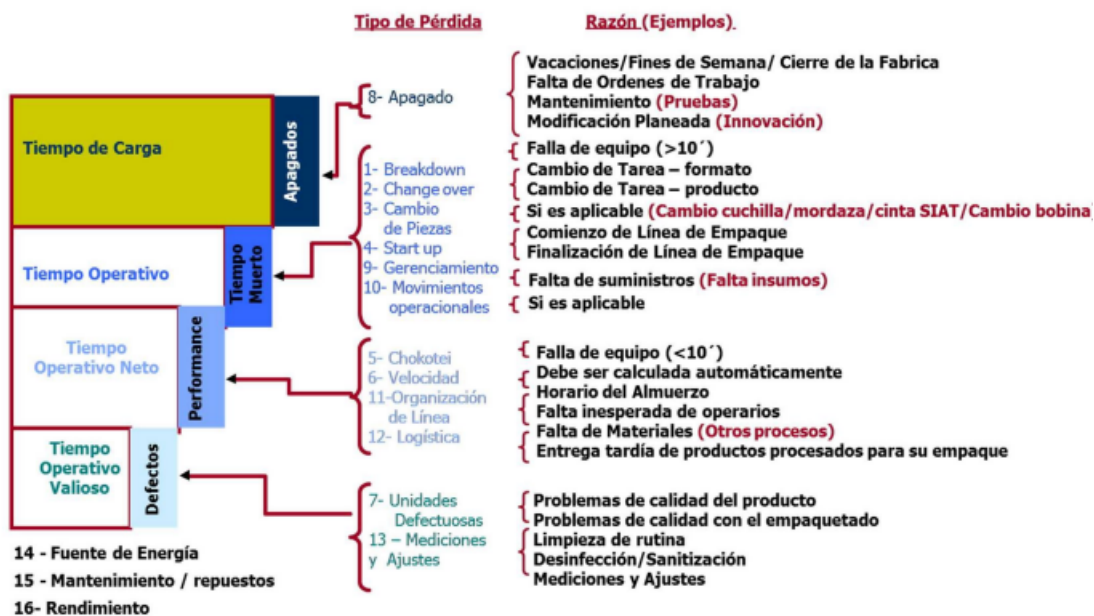 Tipo de Pérdida
Razón (Ejemplos)
Tiempo de Carga
Apagados
8- Apagado
Vacaciones/Fines de Semana/ Cierre de la Fabrica
Falta de Ordenes de Trabajo
Mantenimiento (Pruebas)
Modificación Planeada (Innovación)
Tiempo Operativo
Tiempo
Muerto
1- Breakdown
2- Change over
3- Cambio
de Piezas
4- Start up
9- Gerenciamiento
10- Movimientos
operacionales
Falla de equipo (>10´)
Cambio de Tarea – formato
Cambio de Tarea – producto
Si es aplicable (Cambio cuchilla/mordaza/cinta SIAT/Cambio bobina)
Comienzo de Línea de Empaque
Finalización de Línea de Empaque
Falta de suministros (Falta insumos)
Si es aplicable
Tiempo
Operativo Neto
Performance
5- Chokotei
6- Velocidad
11-Organización
de Línea
12- Logística
Falla de equipo (<10´)
Debe ser calculada automáticamente
Horario del Almuerzo
Falta inesperada de operarios
Falta de Materiales (Otros procesos)
Entrega tardía de productos procesados para su empaque
Tiempo
Operativo
Valioso
Defectos
7- Unidades
Defectuosas
13 – Mediciones
y Ajustes
Problemas de calidad del producto
Problemas de calidad con el empaquetado
Limpieza de rutina
Desinfección/Sanitización
Mediciones y Ajustes
14 - Fuente de Energía
15 - Mantenimiento / repuestos
16- Rendimiento